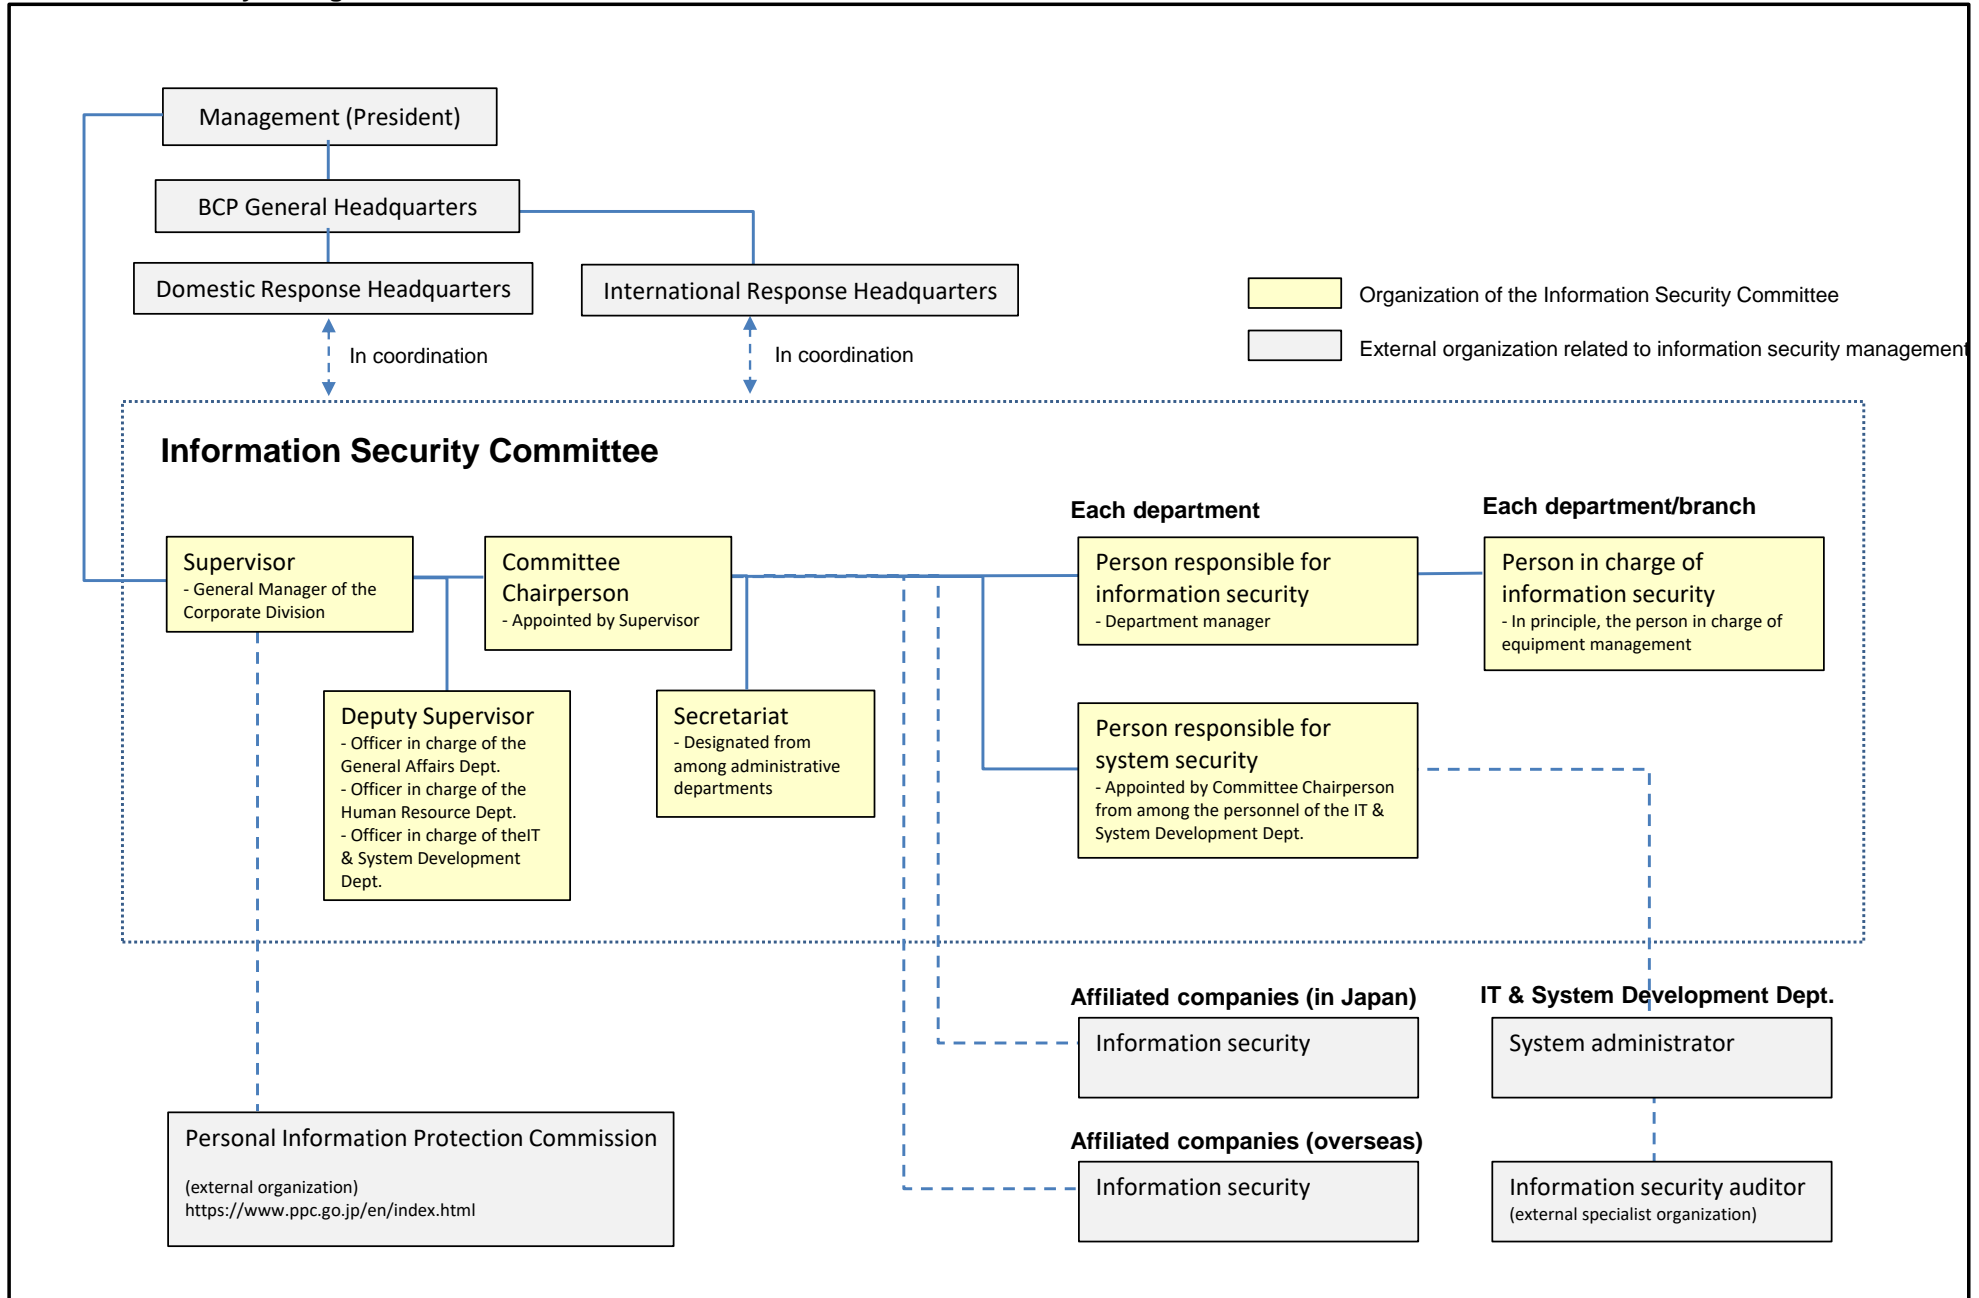 Management (President)
BCP General Headquarters
Domestic Response Headquarters
International Response Headquarters
Organization of the Information Security Committee
External organization related to information security management
In coordination
In coordination
Information Security Committee
Each department
Each department/branch
Supervisor
- General Manager of the
Corporate Division
Committee
Chairperson
- Appointed by Supervisor
Person responsible for
information security
- Department manager
Person in charge of
information security
- In principle, the person in charge of
equipment management
Deputy Supervisor
- Officer in charge of the
General Affairs Dept.
- Officer in charge of the
Human Resource Dept.
- Officer in charge of theIT
& System Development
Dept.
Secretariat
- Designated from
among administrative
departments
Person responsible for
system security
- Appointed by Committee Chairperson
from among the personnel of the IT &
System Development Dept.
Affiliated companies (in Japan)
Information security
IT & System Development Dept.
System administrator
Personal Information Protection Commission
(external organization)
https://www.ppc.go.jp/en/index.html
Affiliated companies (overseas)
Information security
Information security auditor
(external specialist organization)